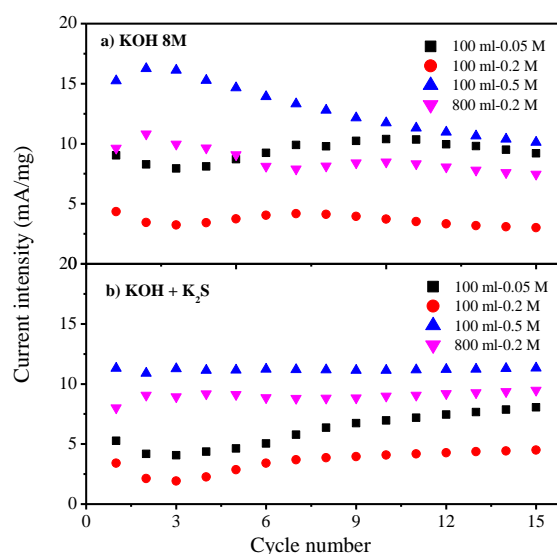 20
a) KOH 8M
100 ml-0.05 M
100 ml-0.2 M
100 ml-0.5 M
800 ml-0.2 M
15
10
5
20
b) KOH + K₂S
100 ml-0.05 M
100 ml-0.2 M
100 ml-0.5 M
800 ml-0.2 M
15
10
5
0
0 3 6 9 12 15
Cycle number
Current intensity (mA/mg)